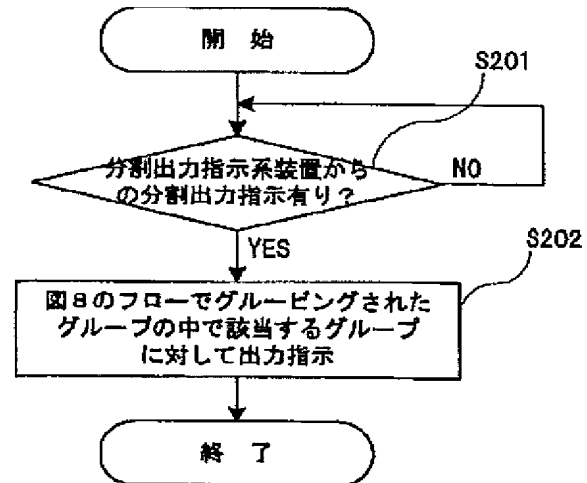 開 始
S201
分割出力指示系装置から
の分割出力指示有り?
NO
YES
S202
図8のフローでグルーピングされた
グループの中で該当するグループ
に対して出力指示
終 了